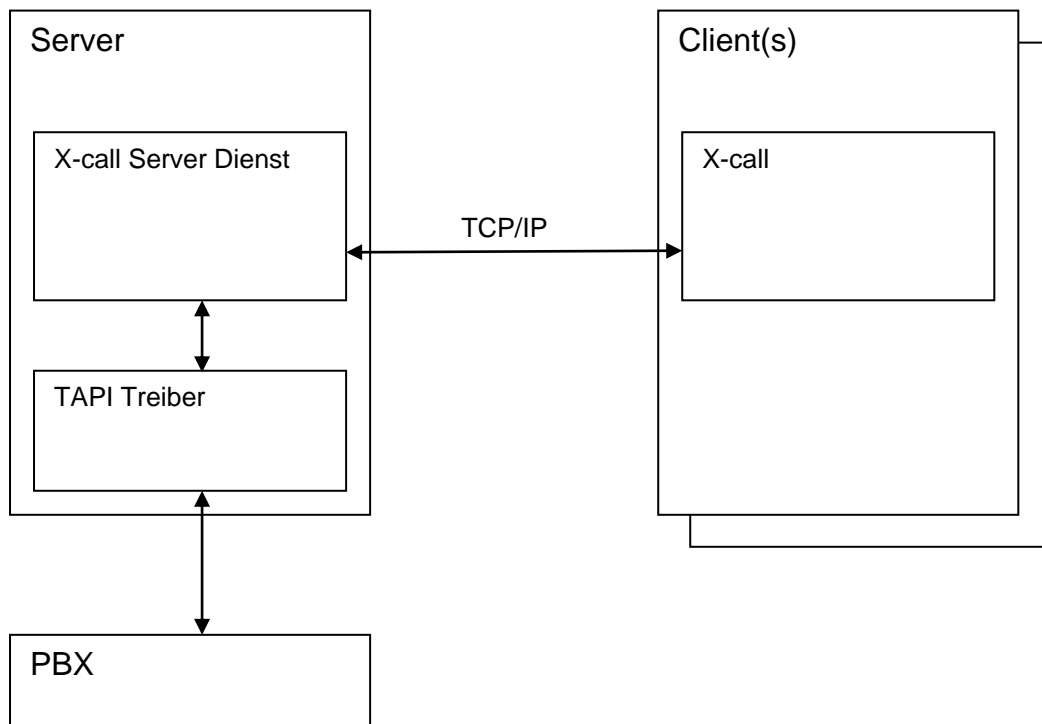 Server
Client(s)
X-call Server Dienst
X-call
TCP/IP
TAPI Treiber
PBX